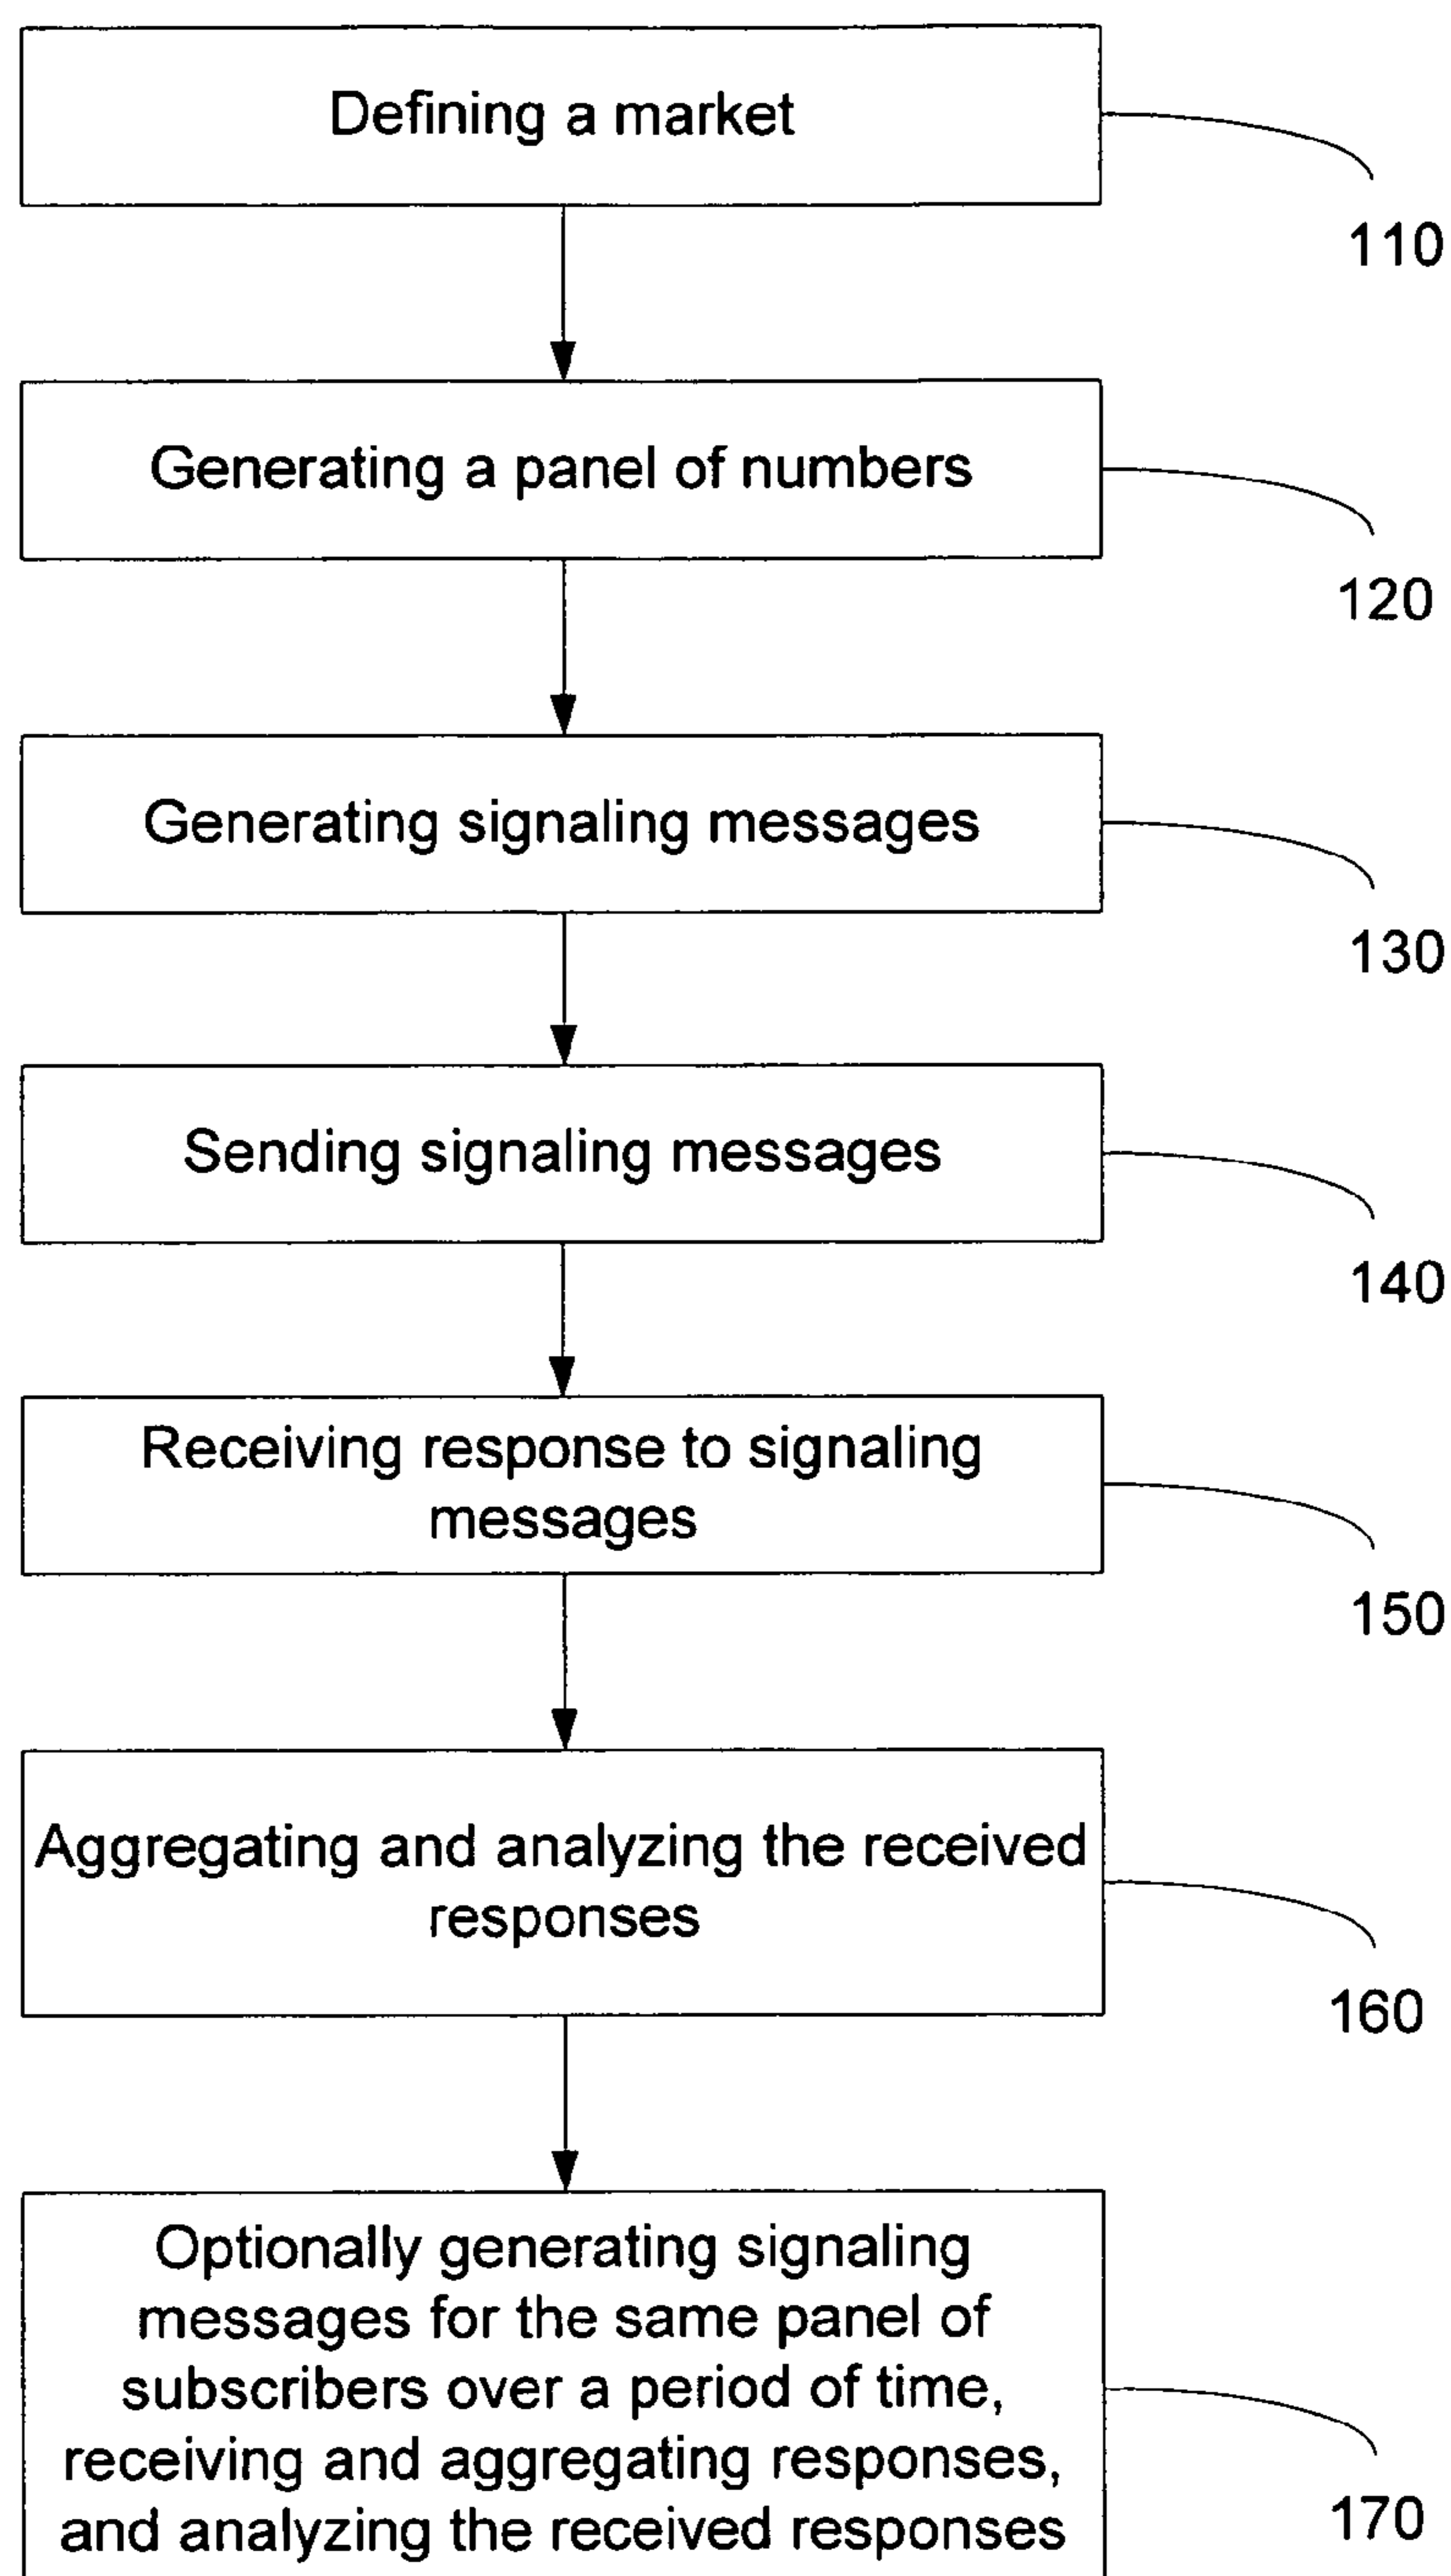 Defining a market
110
Generating a panel of numbers
120
Generating signaling messages
130
Sending signaling messages
140
Receiving response to signaling
messages
150
Aggregating and analyzing the received
responses
160
Optionally generating signaling
messages for the same panel of
subscribers over a period of time,
receiving and aggregating responses,
and analyzing the received responses
170